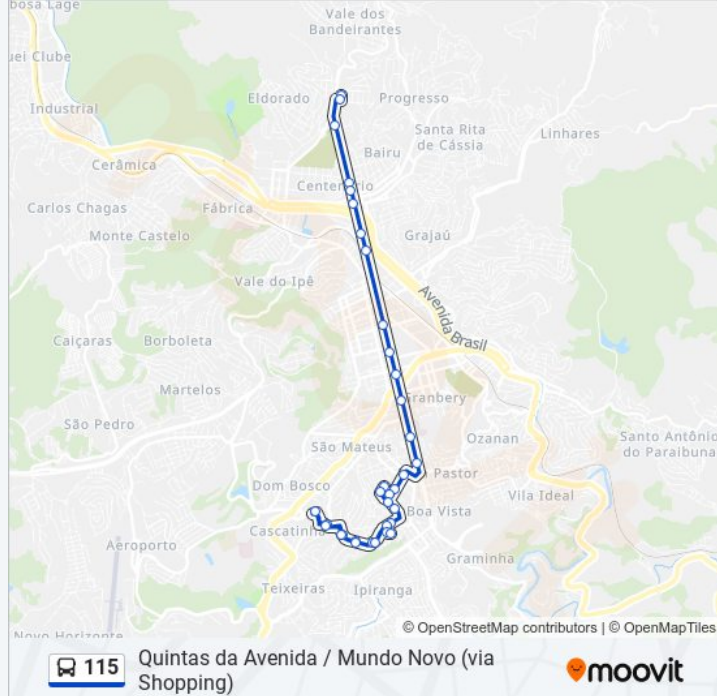 bosa Lage
Vale dos
Bandeirantes
uei Clube
Industrial
Eldorado
Progresso
Santa Rita
de Cássia
Linhares
Bairu
Cerâmica
Centenário
Carlos Chagas
Fábrica
Monte Castelo
Grajaú
Vale do Ipê
Avenida Brasil
Caiçaras
Borboleta
Martelos
Granbery
São Pedro
São Mateus
Ozanan
Santo Antônio
do Paraibuna
Pastor
Dom Bosco
Vila Ideal
Boa Vista
Cascatinha
Aeroporto
Graminha
Teixeiras
Ipiranga
Novo Horizonte
© OpenStreetMap contributors | © OpenMapTiles
115
Quintas da Avenida / Mundo Novo (via
Shopping)
moovit